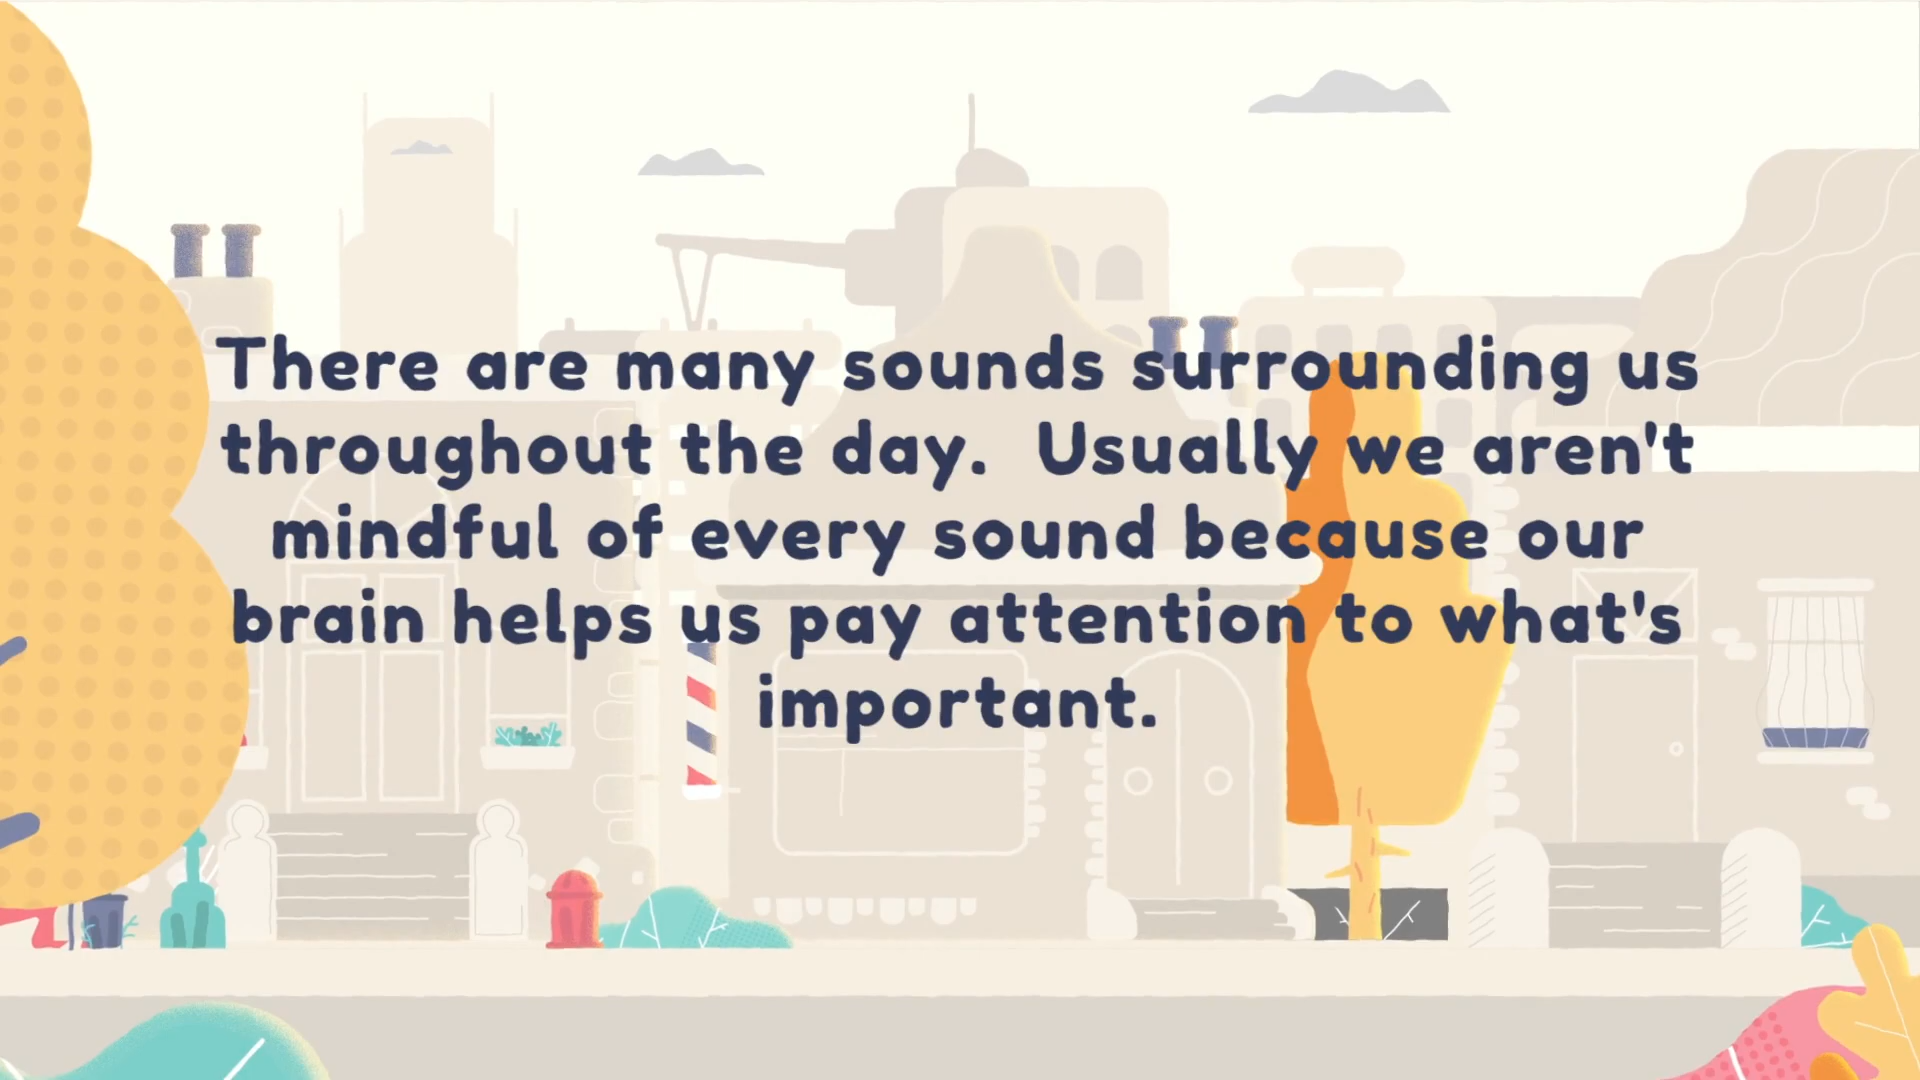 There are many sounds surrounding us
throughout the day.  Usually we aren't
mindful of every sound because our
brain helps us pay attention to what's
important.